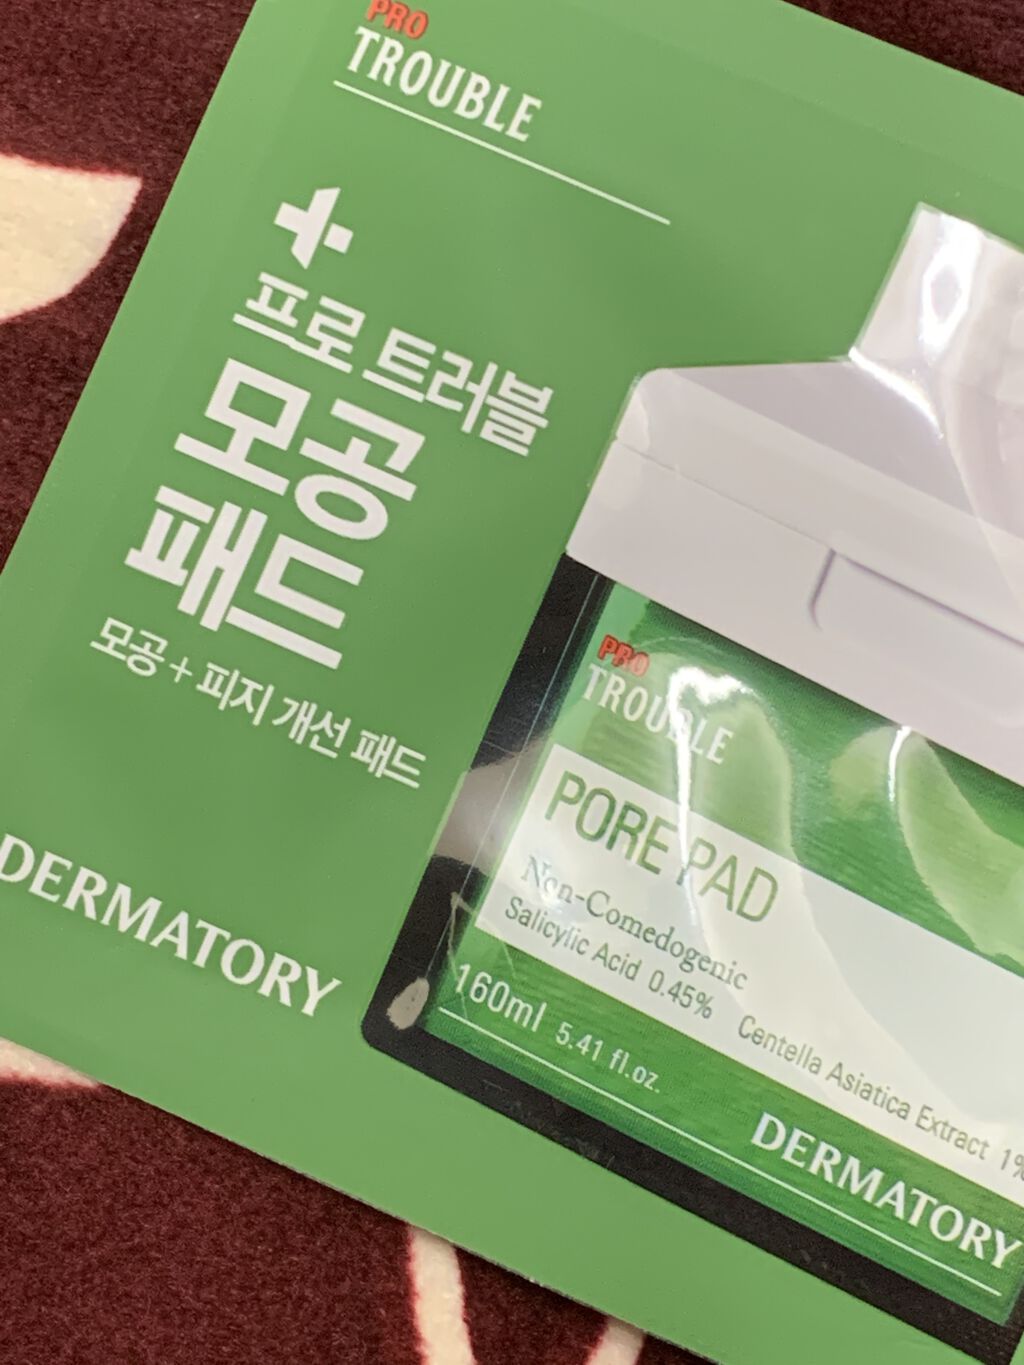 PRO
TROUBLE
프로 트러블
모공
패드
모공 + 피지 개선 패드
DERMATORY
PRO
TROUBLE
PORE PAD
Non-Comedogenic
Salicylic Acid 0.45% Centella Asiatica Extract 1%
160ml 5.41 fl.oz.
DERMATORY